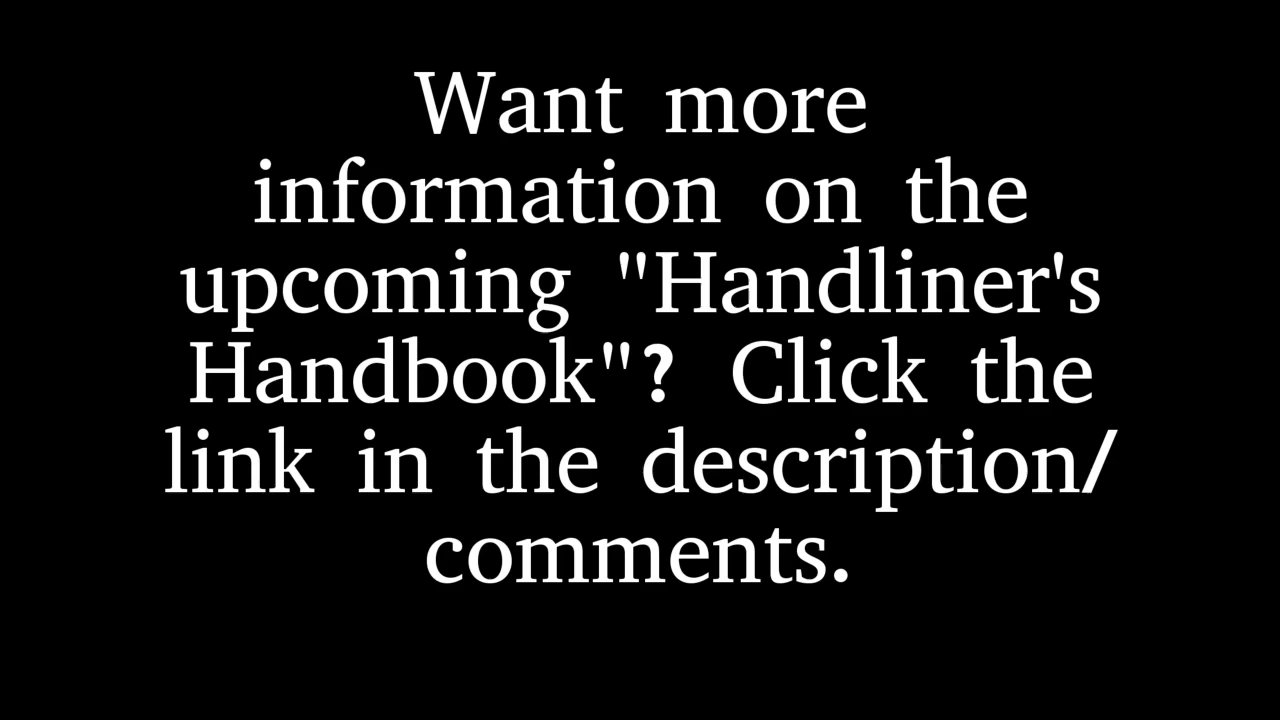 Want more
information on the
upcoming "Handliner's
Handbook"? Click the
link in the description/
comments.